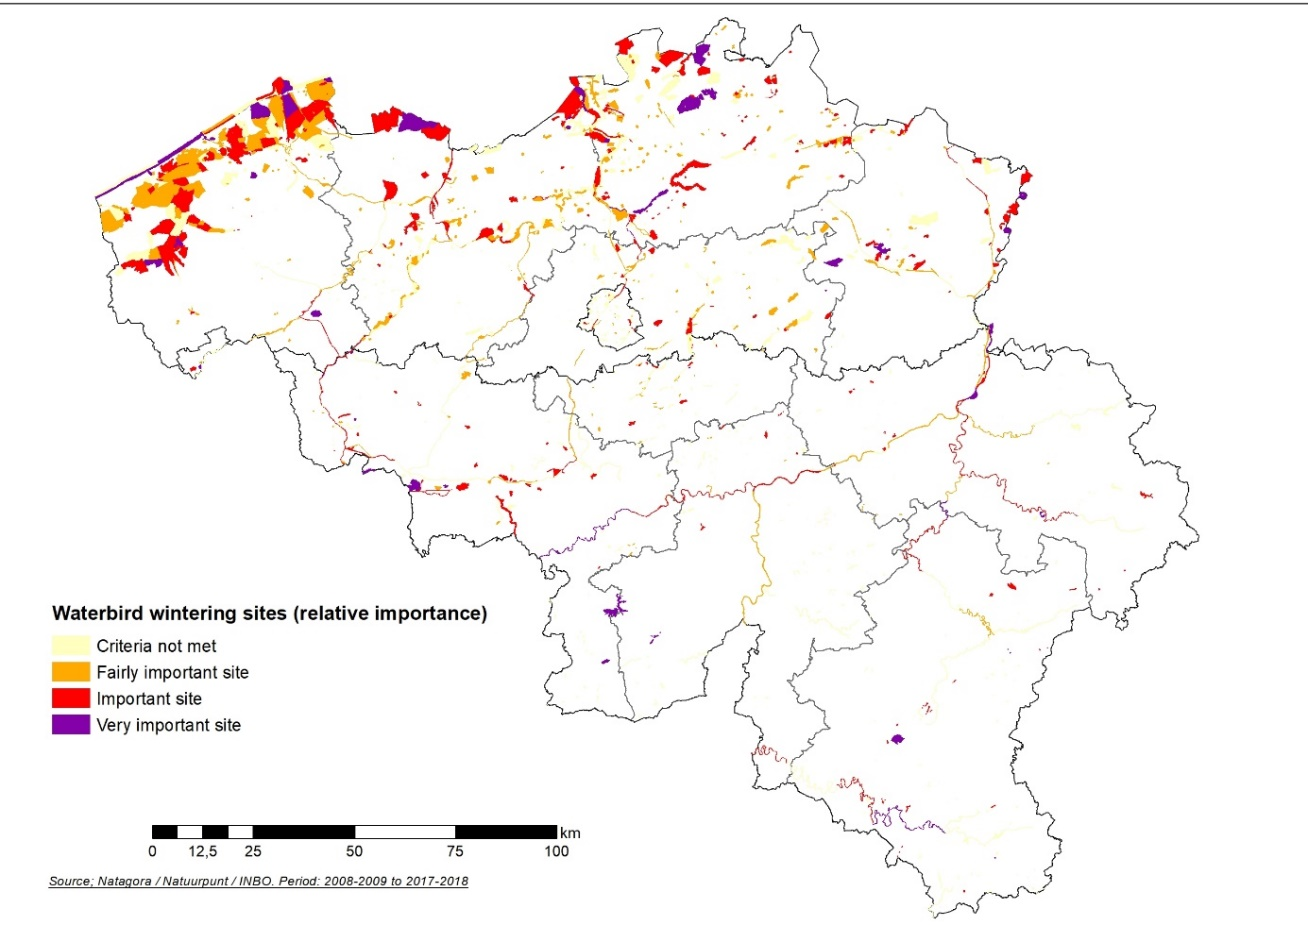 Waterbird wintering sites (relative importance)
Criteria not met
Fairly important site
Important site
Very important site
km
0 12,5 25 50 75 100
Source; Natagora / Natuurpunt / INBO. Period: 2008-2009 to 2017-2018